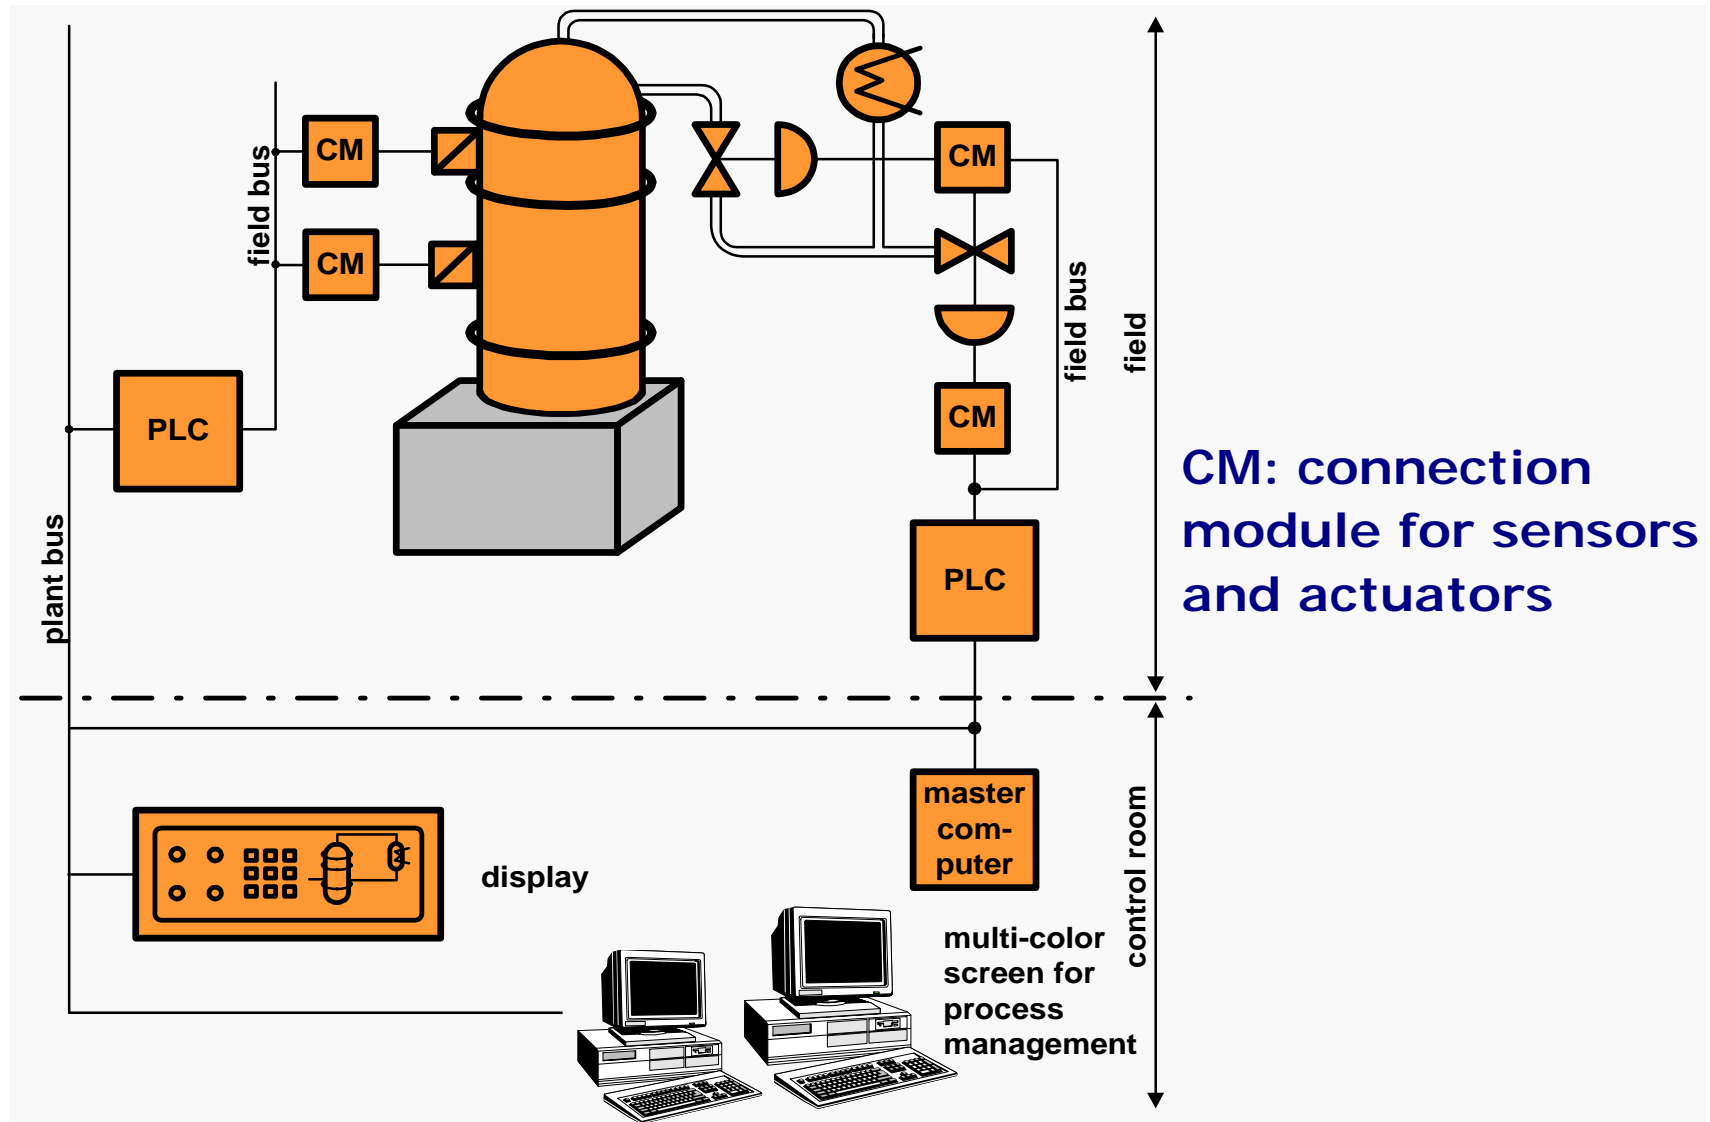 CM
field bus
CM
CM
field bus
field
CM
PLC
CM: connection
module for sensors
and actuators
plant bus
PLC
master
com-
puter
control room
display
multi-color
screen for
process
management